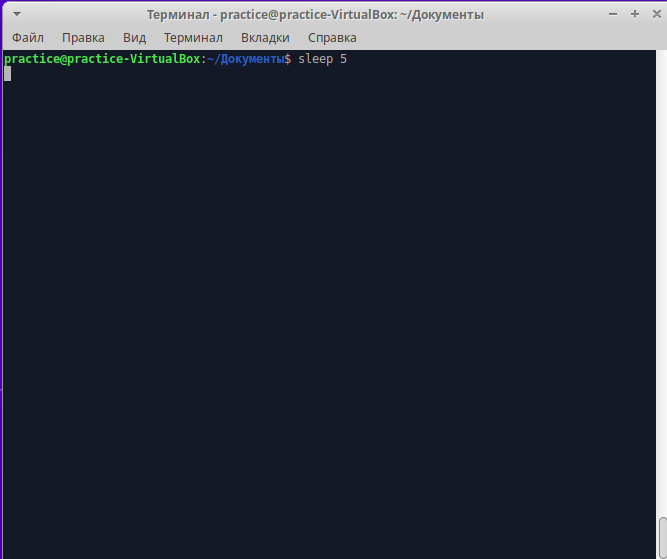 Терминал - practice@practice-VirtualBox: ~/Документы
Файл Правка Вид Терминал Вкладки Справка
practice@practice-VirtualBox:~/Документы$ sleep 5